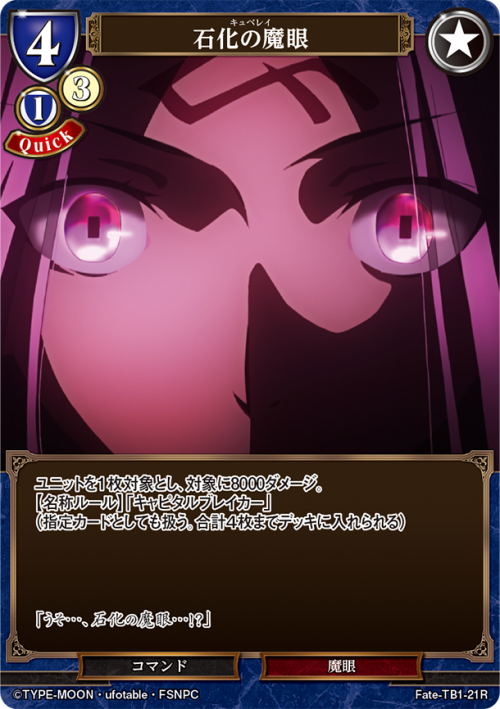 4
キュベレイ
石化の魔眼
1
3
Quick
ユニットを1枚対象とし、対象に8000ダメージ。
【名称ルール】「キャピタルブレイカー」
(指定カードとしても扱う。合計4枚までデッキに入れられる)
「うそ…、石化の魔眼…!?」
コマンド
魔眼
©TYPE-MOON・ufotable・FSNPC
Fate-TB1-21R